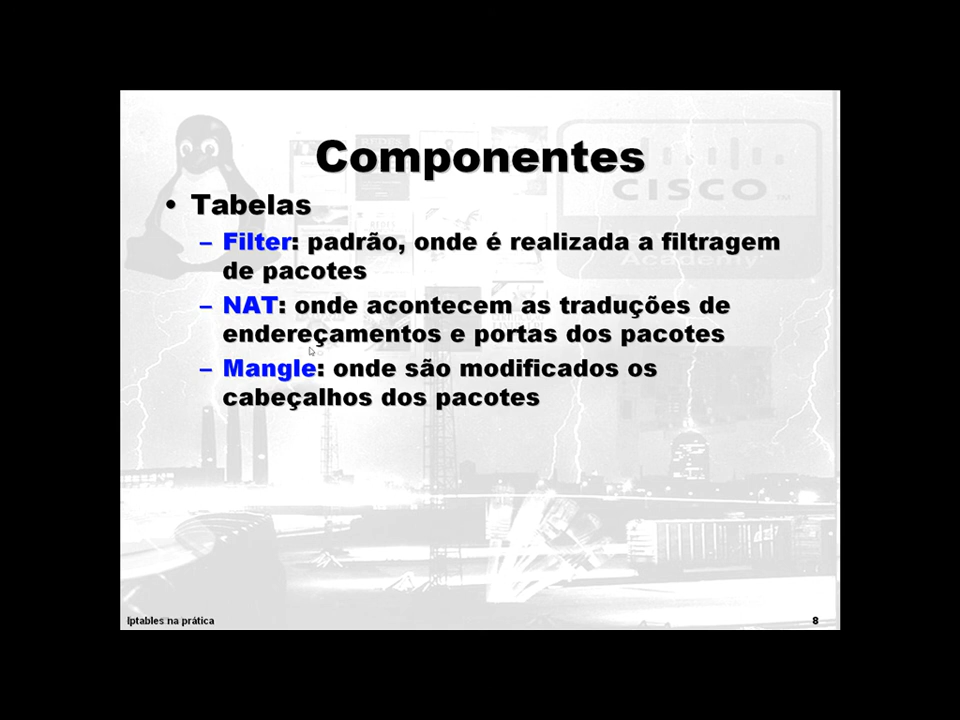 Componentes
• Tabelas
– Filter: padrão, onde é realizada a filtragem
de pacotes
– NAT: onde acontecem as traduções de
endereçamentos e portas dos pacotes
– Mangle: onde são modificados os
cabeçalhos dos pacotes
CISCO
Academy
Iptables na prática
8